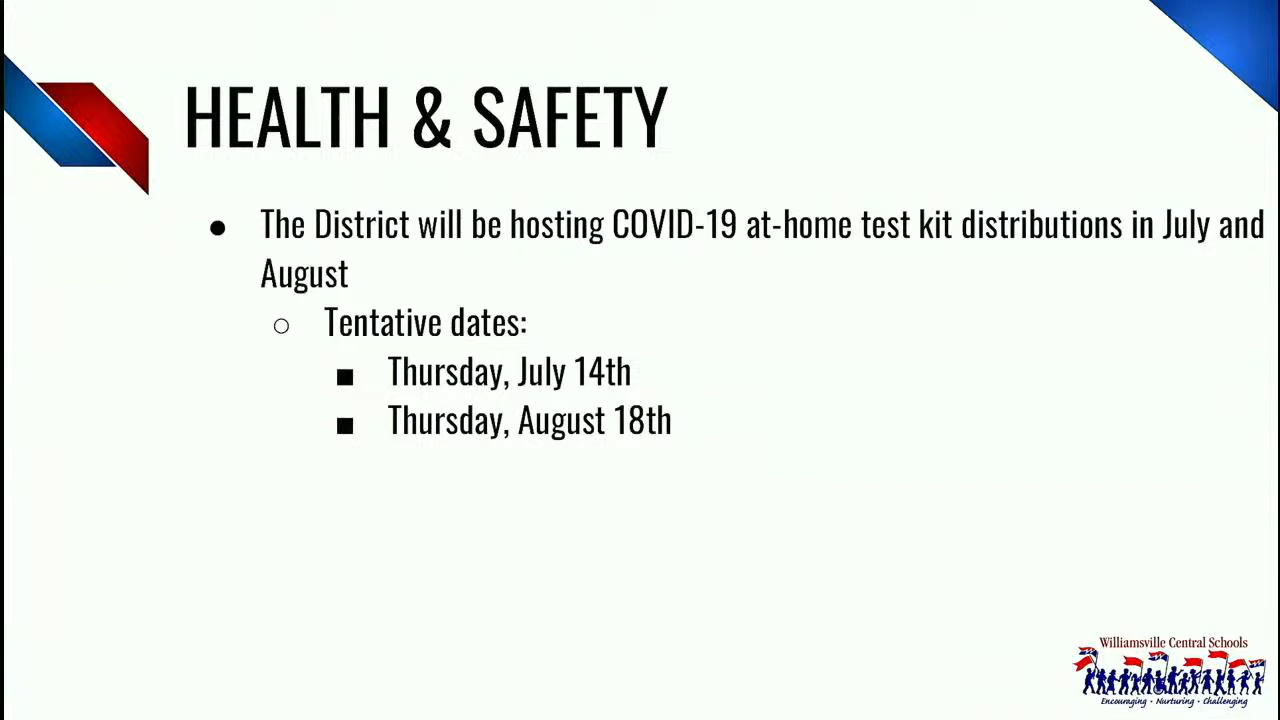 HEALTH & SAFETY
● The District will be hosting COVID-19 at-home test kit distributions in July and
August
○ Tentative dates:
■ Thursday, July 14th
■ Thursday, August 18th
Williamsville Central Schools
Encouraging • Nurturing • Challenging